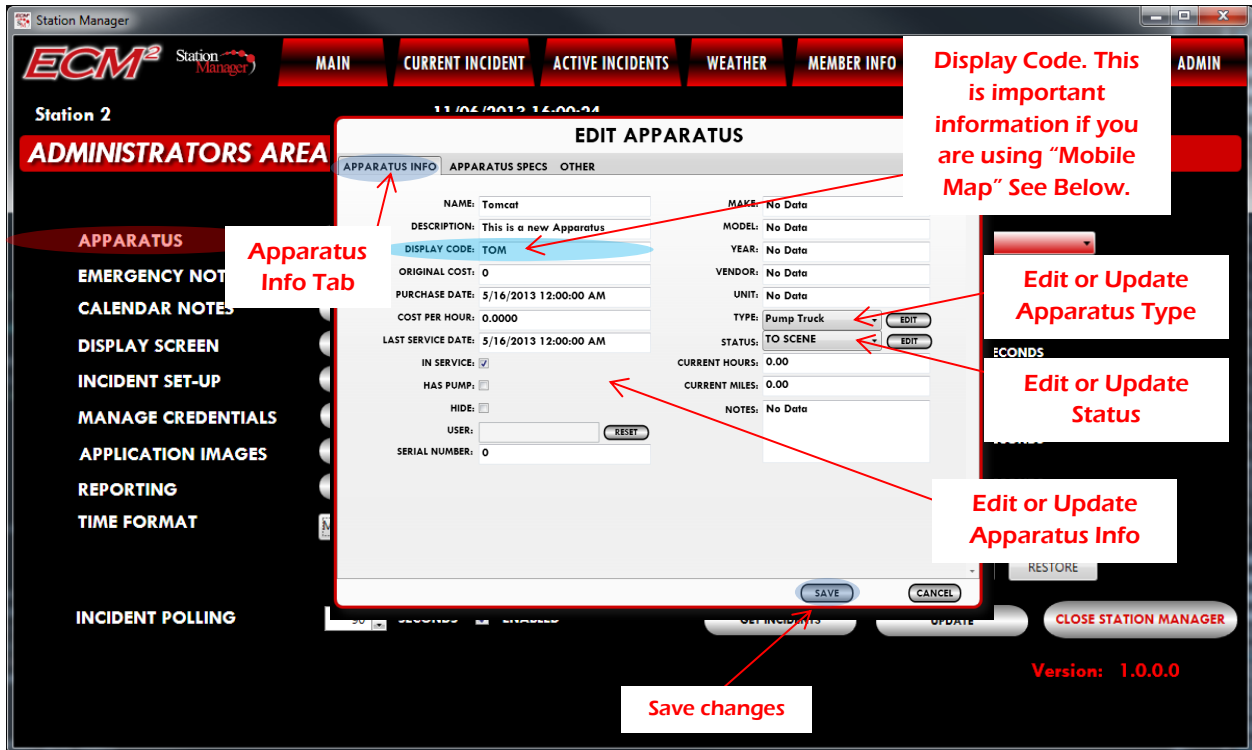 Station Manager
ECM² Station Manager
MAIN CURRENT INCIDENT ACTIVE INCIDENTS WEATHER MEMBER INFO ADMIN
Station 2 11/06/2013 16:00:24
ADMINISTRATORS AREA
EDIT APPARATUS
APPARATUS INFO APPARATUS SPECS OTHER
Display Code. This
is important
information if you
are using “Mobile
Map” See Below.
NAME: Tomcat
DESCRIPTION: This is a new Apparatus
DISPLAY CODE: TOM
ORIGINAL COST: 0
PURCHASE DATE: 5/16/2013 12:00:00 AM
COST PER HOUR: 0.0000
LAST SERVICE DATE: 5/16/2013 12:00:00 AM
IN SERVICE:
HAS PUMP:
HIDE:
USER: RESET
SERIAL NUMBER: 0
MAKE: No Data
MODEL: No Data
YEAR: No Data
VENDOR: No Data
UNIT: No Data
TYPE: Pump Truck EDIT
STATUS: TO SCENE EDIT
CURRENT HOURS: 0.00
CURRENT MILES: 0.00
NOTES: No Data
SAVE CANCEL
Apparatus
Info Tab
Edit or Update
Apparatus Type
Edit or Update
Status
Edit or Update
Apparatus Info
Save changes
APPARATUS
EMERGENCY NOT
CALENDAR NOTES
DISPLAY SCREEN
INCIDENT SET-UP
MANAGE CREDENTIALS
APPLICATION IMAGES
REPORTING
TIME FORMAT
ECONDS
RESTORE
INCIDENT POLLING 90 SECONDS ENABLED GET INCIDENTS UPDATE CLOSE STATION MANAGER
Version: 1.0.0.0